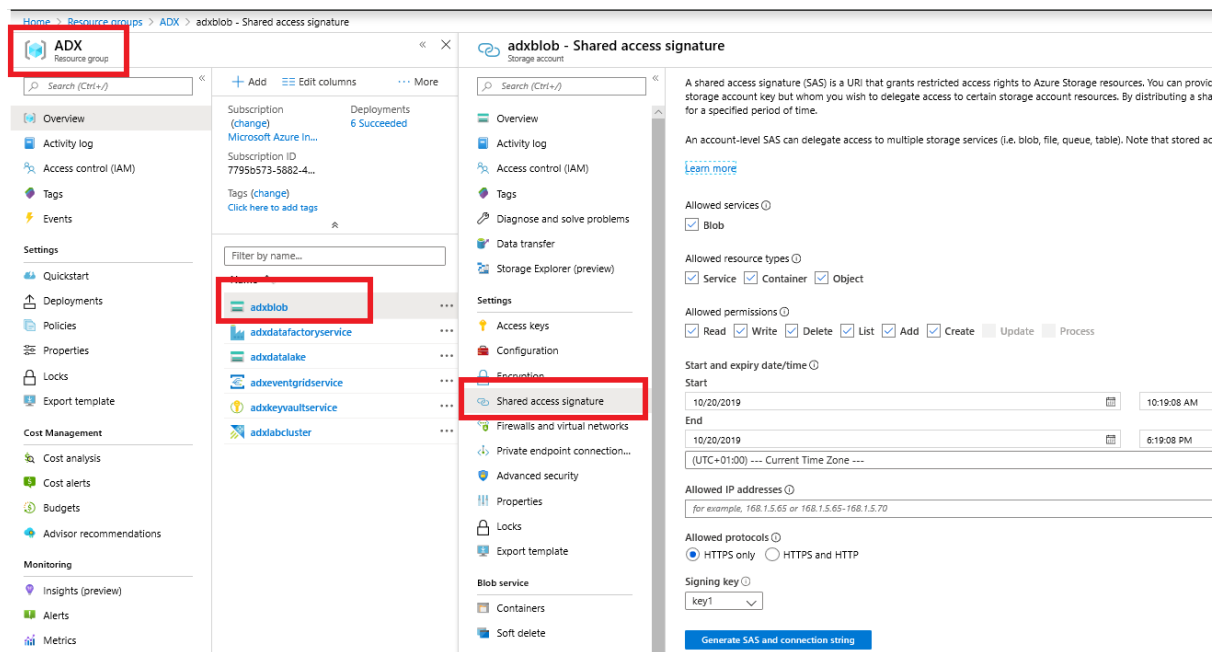 Home > Resource groups > ADX > adxblob - Shared access signature
ADX
Resource group
Search (Ctrl+/)
Overview
Activity log
Access control (IAM)
Tags
Events
Settings
Quickstart
Deployments
Policies
Properties
Locks
Export template
Cost Management
Cost analysis
Cost alerts
Budgets
Advisor recommendations
Monitoring
Insights (preview)
Alerts
Metrics
Add Edit columns ··· More
Subscription Deployments
(change) 6 Succeeded
Microsoft Azure In...
Subscription ID
7795b573-5882-4...
Tags (change)
Click here to add tags
Filter by name...
Name
adxblob
adxdatafactoryservice
adxdatalake
adxeventgridservice
adxkeyvaultservice
adxlabcluster
adxblob - Shared access signature
Storage account
Search (Ctrl+/)
Overview
Activity log
Access control (IAM)
Tags
Diagnose and solve problems
Data transfer
Storage Explorer (preview)
Settings
Access keys
Configuration
Encryption
Shared access signature
Firewalls and virtual networks
Private endpoint connection...
Advanced security
Properties
Locks
Export template
Blob service
Containers
Soft delete
A shared access signature (SAS) is a URI that grants restricted access rights to Azure Storage resources. You can provic
storage account key but whom you wish to delegate access to certain storage account resources. By distributing a sha
for a specified period of time.
An account-level SAS can delegate access to multiple storage services (i.e. blob, file, queue, table). Note that stored ac
Learn more
Allowed services
Blob
Allowed resource types
Service Container Object
Allowed permissions
Read Write Delete List Add Create Update Process
Start and expiry date/time
Start
10/20/2019 10:19:08 AM
End
10/20/2019 6:19:08 PM
(UTC+01:00) --- Current Time Zone ---
Allowed IP addresses
for example, 168.1.5.65 or 168.1.5.65-168.1.5.70
Allowed protocols
HTTPS only HTTPS and HTTP
Signing key
key1
Generate SAS and connection string